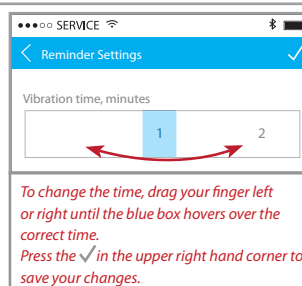 ●●●○○ SERVICE
Reminder Settings
Vibration time, minutes
1 2
To change the time, drag your finger left
or right until the blue box hovers over the
correct time.
Press the ✓ in the upper right hand corner to
save your changes.